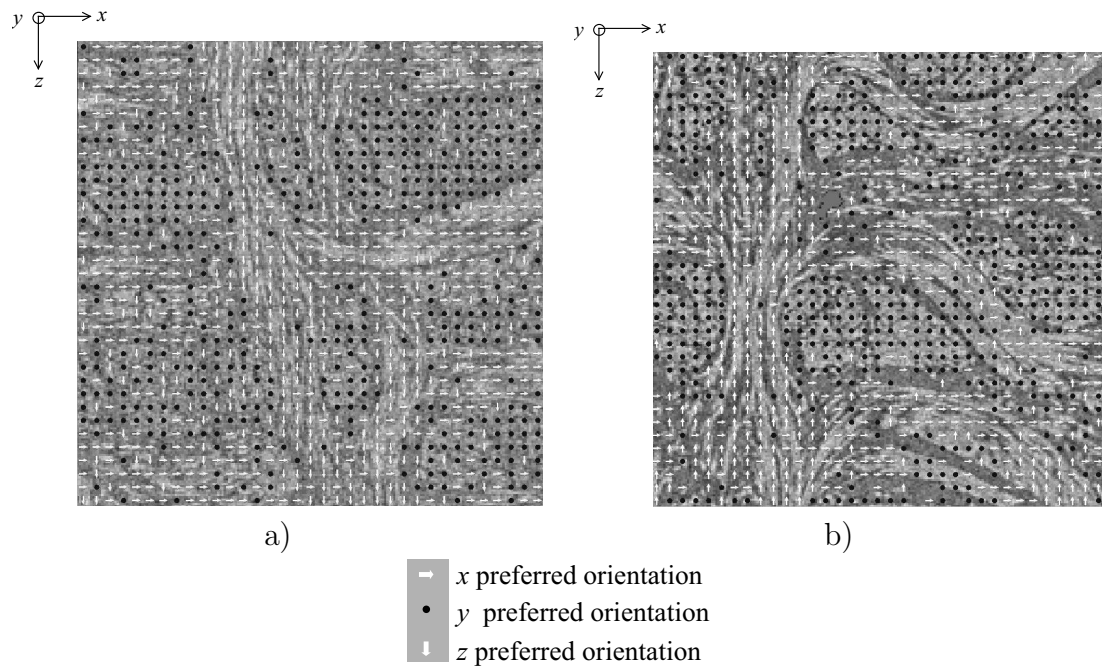 y x
z
y x
z
a) b)
x preferred orientation
y preferred orientation
z preferred orientation